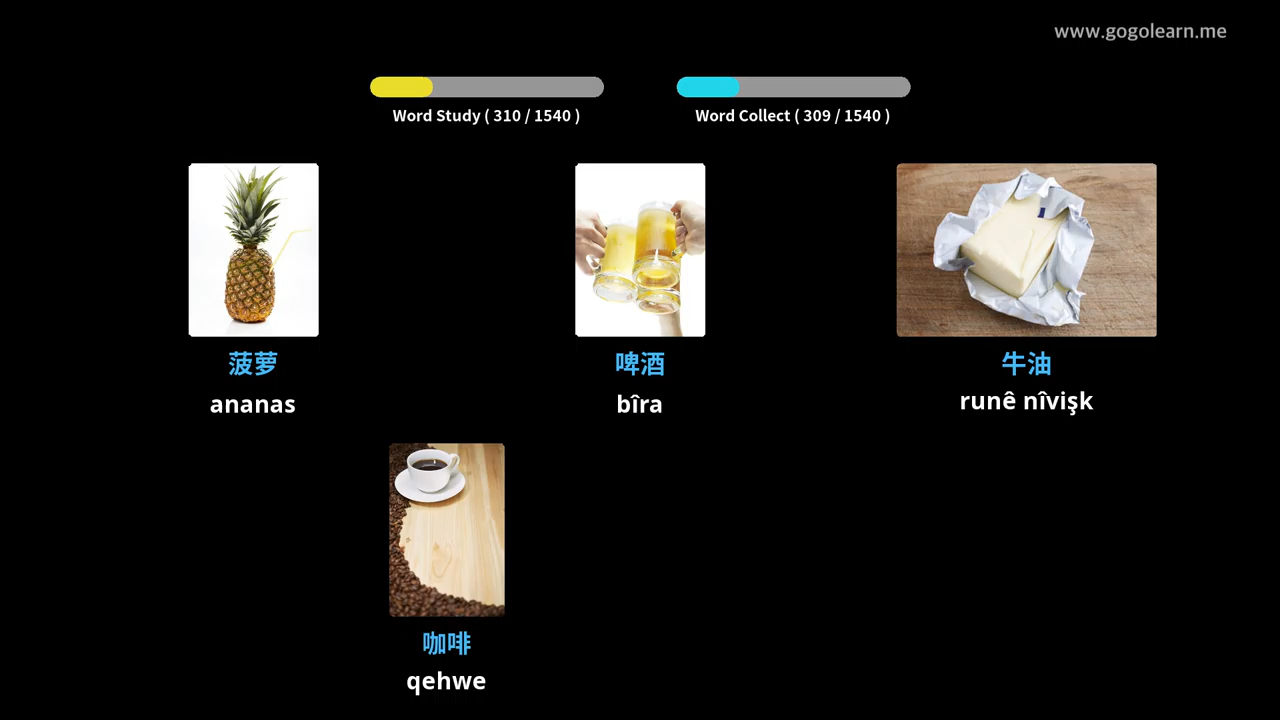 www.gogolearn.me
Word Study ( 310 / 1540 )
Word Collect ( 309 / 1540 )
菠萝
ananas
啤酒
bîra
牛油
runê nîvişk
咖啡
qehwe